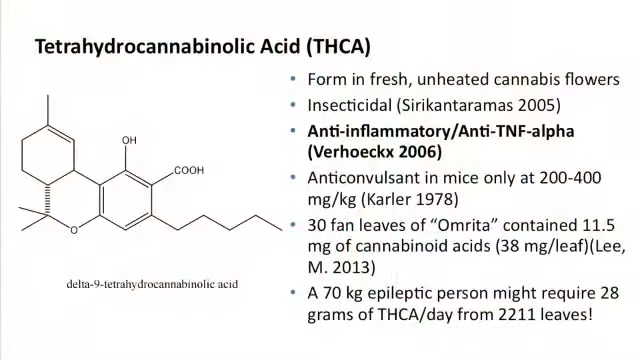 Tetrahydrocannabinolic Acid (THCA)
OH
COOH
O
delta-9-tetrahydrocannabinolic acid
• Form in fresh, unheated cannabis flowers
• Insecticidal (Sirikantaramas 2005)
• Anti-inflammatory/Anti-TNF-alpha
(Verhoeckx 2006)
• Anticonvulsant in mice only at 200-400
mg/kg (Karler 1978)
• 30 fan leaves of “Omrita” contained 11.5
mg of cannabinoid acids (38 mg/leaf)(Lee,
M. 2013)
• A 70 kg epileptic person might require 28
grams of THCA/day from 2211 leaves!